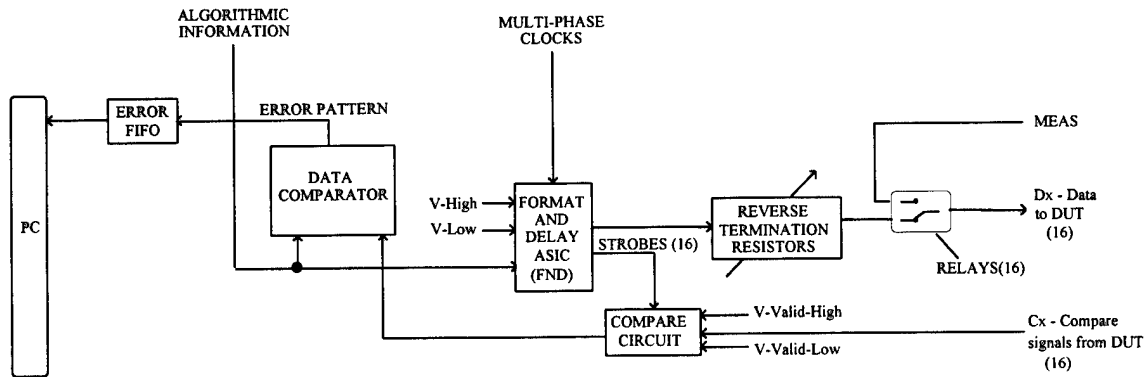 ALGORITHMIC
INFORMATION
MULTI-PHASE
CLOCKS
ERROR
FIFO
ERROR PATTERN
MEAS
DATA
COMPARATOR
PC
V-High
V-Low
FORMAT
AND
DELAY
ASIC
(FND)
STROBES (16)
REVERSE
TERMINATION
RESISTORS
Dx - Data
to DUT
(16)
RELAYS(16)
COMPARE
CIRCUIT
V-Valid-High
V-Valid-Low
Cx - Compare
signals from DUT
(16)